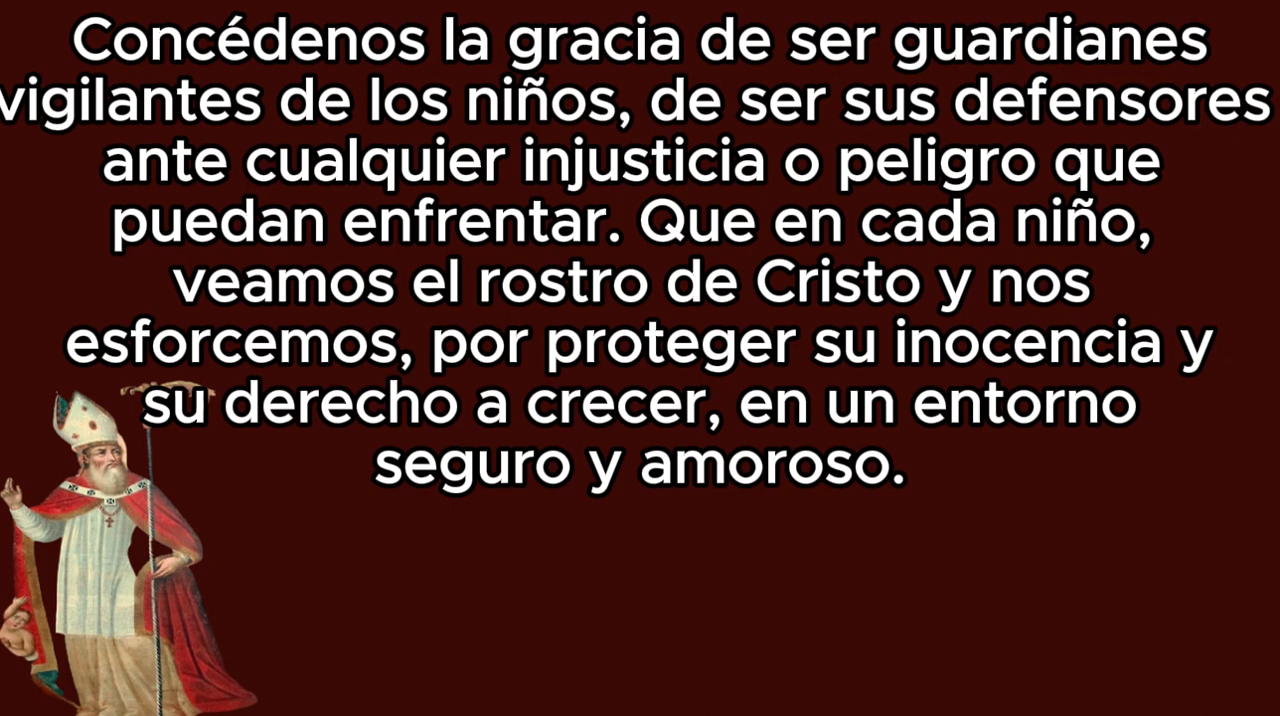 Concédenos la gracia de ser guardianes
vigilantes de los niños, de ser sus defensores
ante cualquier injusticia o peligro que
puedan enfrentar. Que en cada niño,
veamos el rostro de Cristo y nos
esforcemos, por proteger su inocencia y
su derecho a crecer, en un entorno
seguro y amoroso.